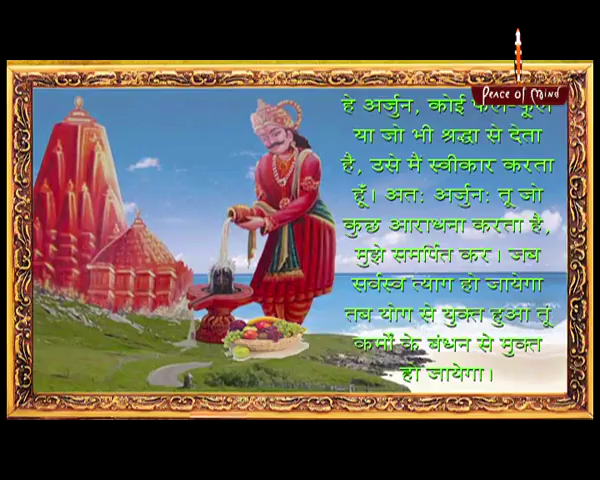 Peace of Mind
हे अर्जुन, कोई फल-फूल
या जो भी श्रद्धा से देता
है, उसे मैं स्वीकार करता
हूँ। अतः अर्जुनः तू जो
कुछ आराधना करता है,
मुझे समर्पित कर। जब
सर्वस्व त्याग हो जायेगा
तब योग से युक्त हुआ तूं
कर्मों के बंधन से मुक्त
हो जायेगा।